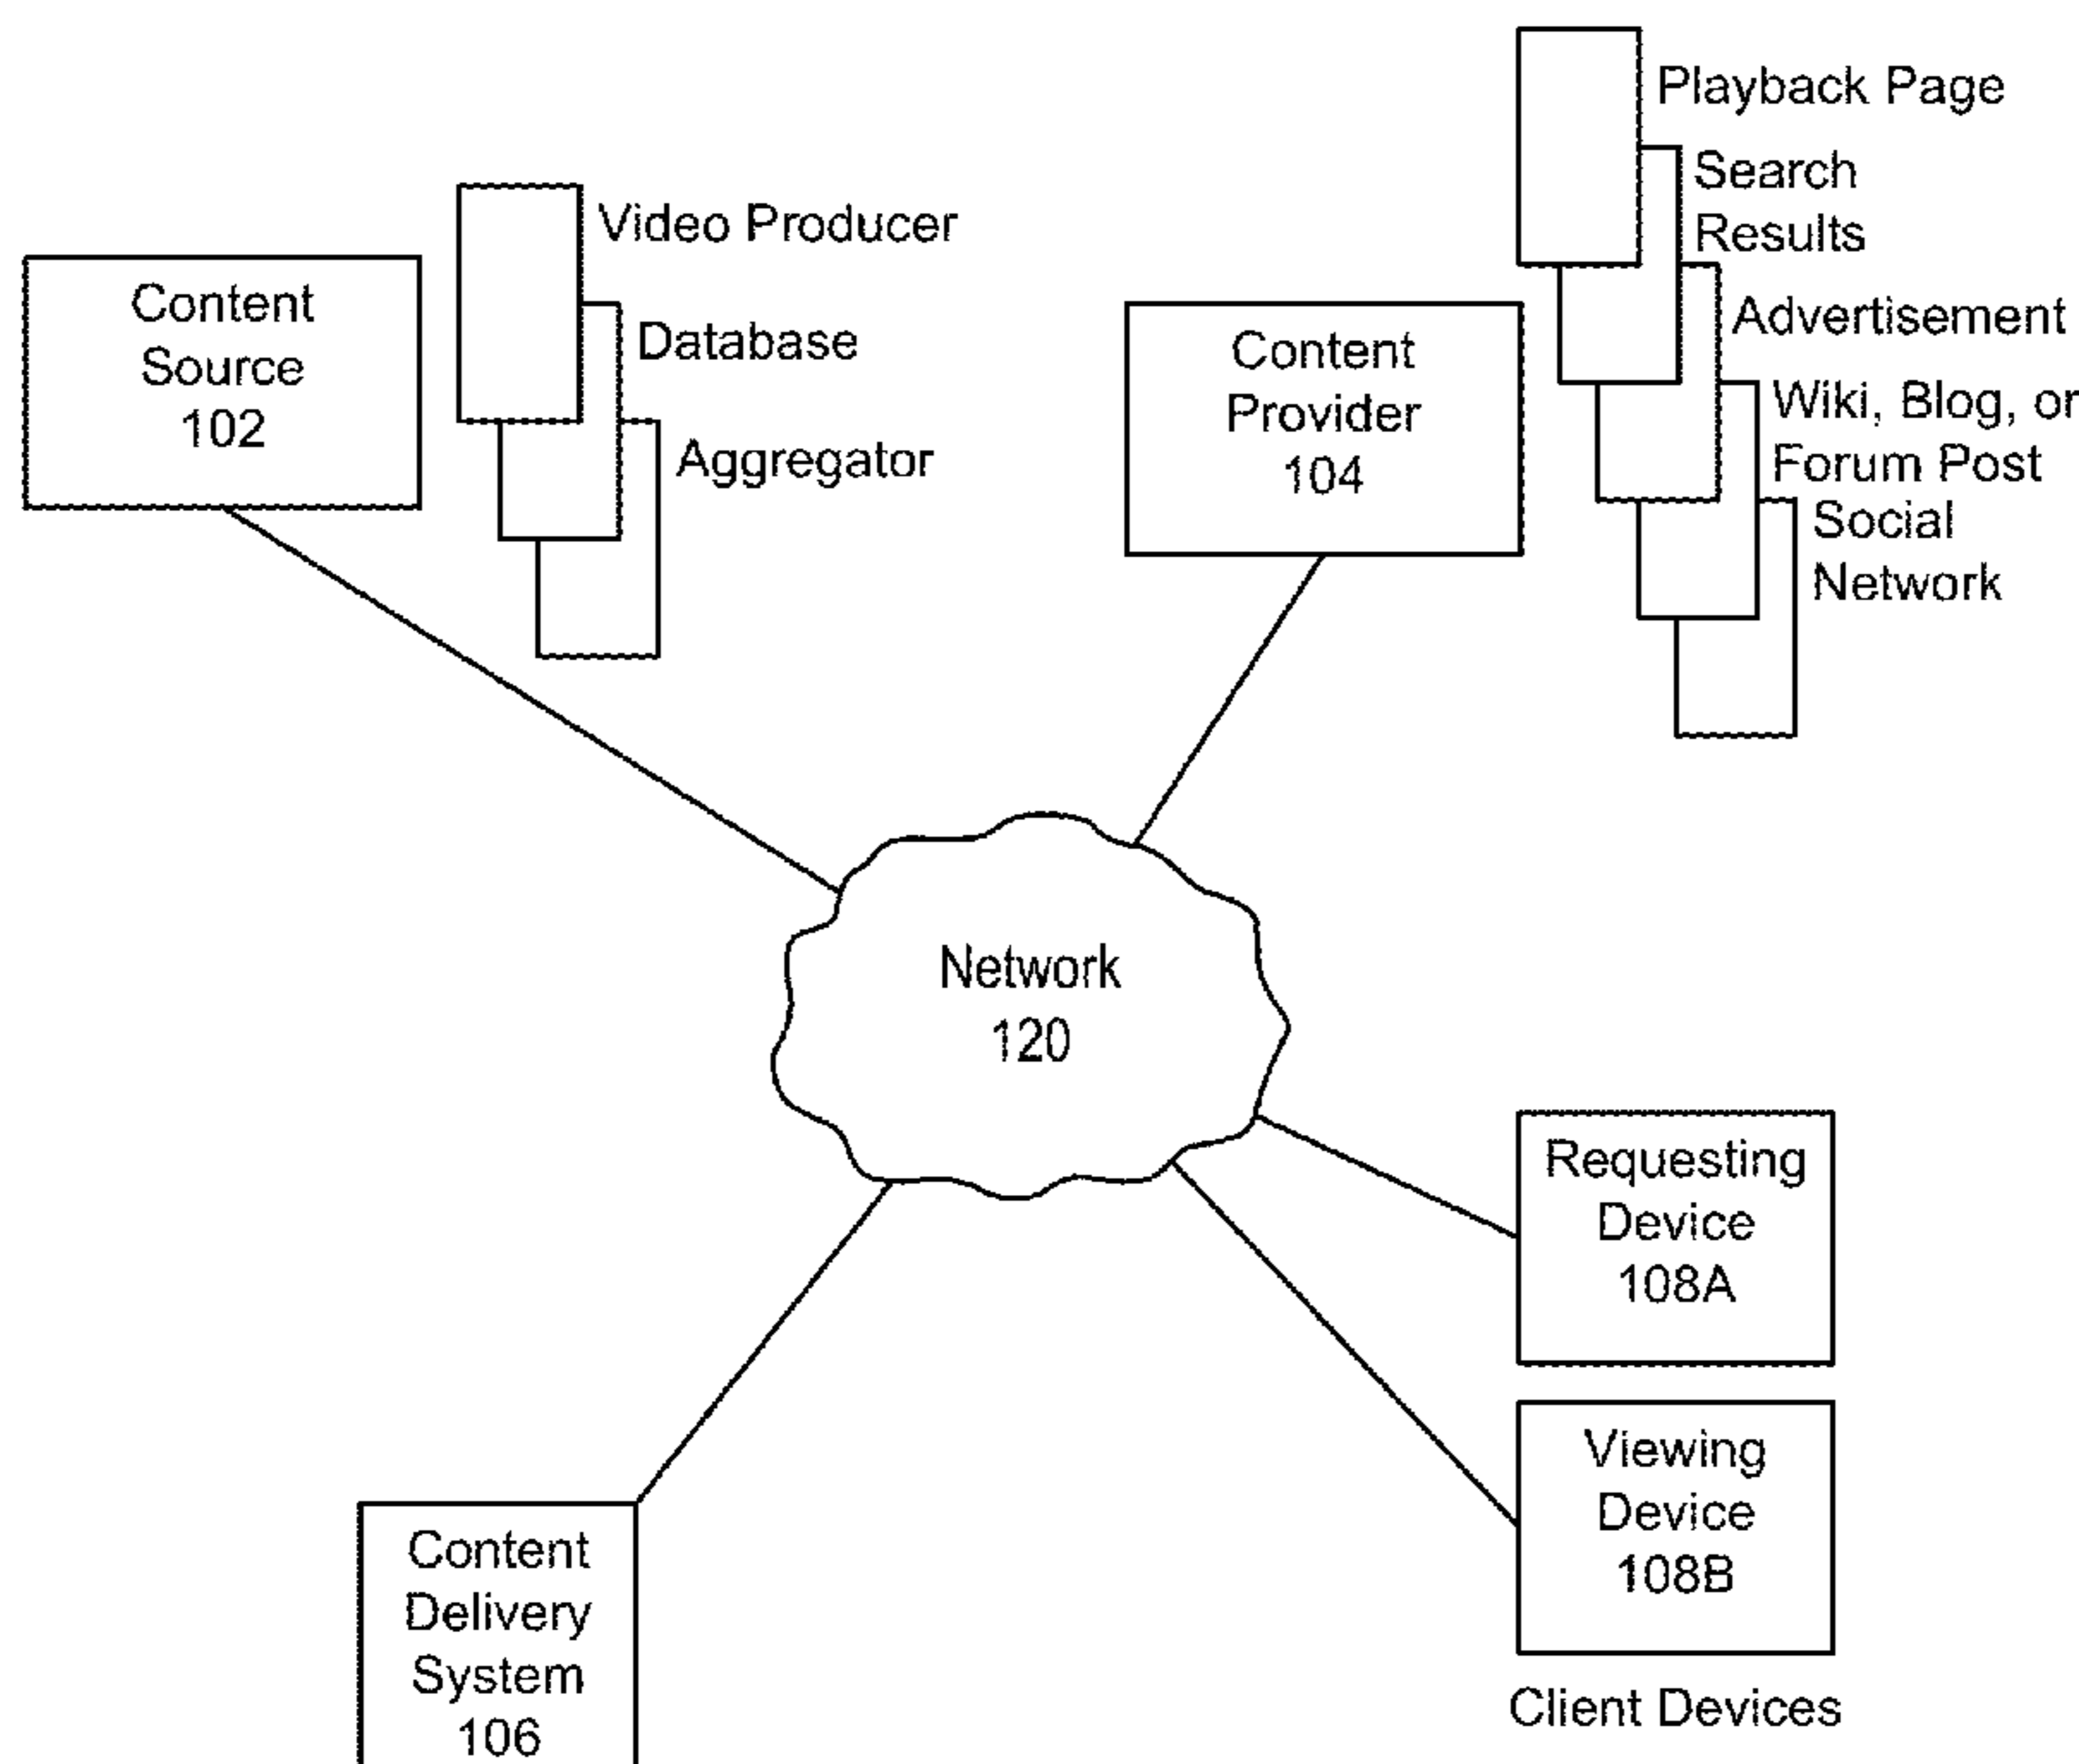 Playback Page
Search
Results
Advertisement
Wiki, Blog, or
Forum Post
Social
Network
Video Producer
Database
Aggregator
Content
Source
102
Content
Provider
104
Network
120
Requesting
Device
108A
Viewing
Device
108B
Client Devices
Content
Delivery
System
106